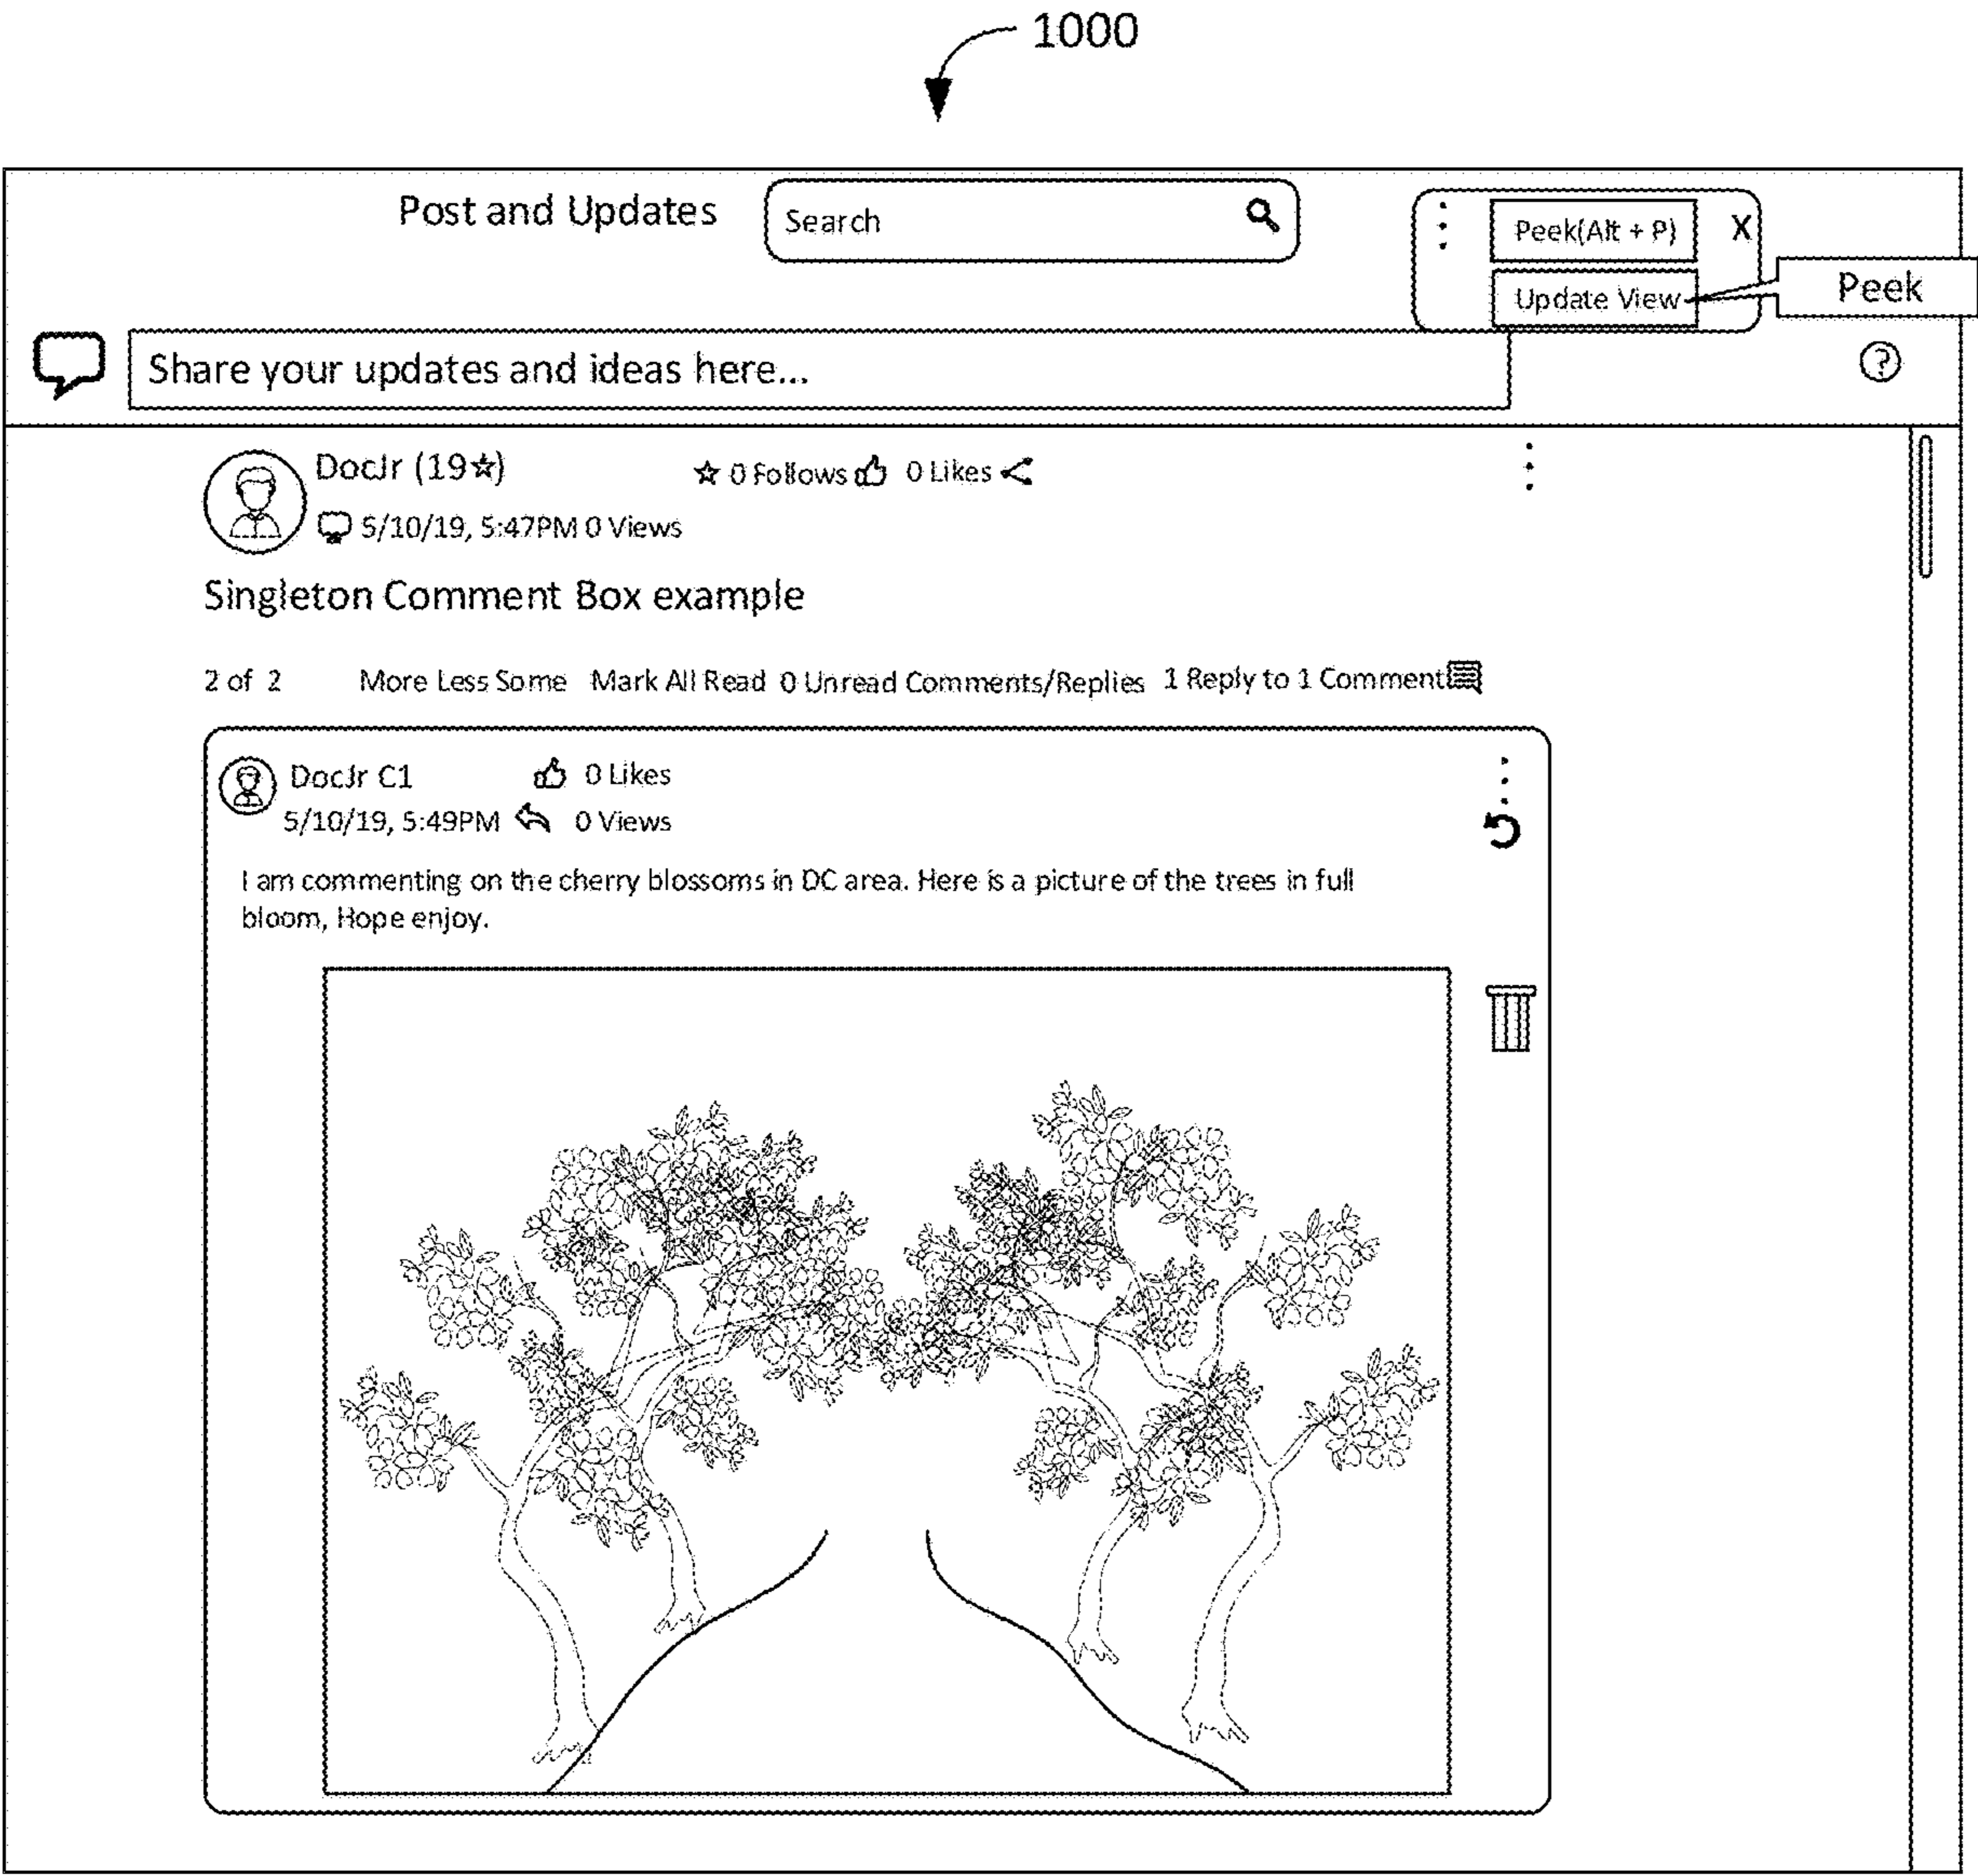 1000
Post and Updates
Search
Peek(Alt + P)
X
Update View
Peek
Share your updates and ideas here...
?
DocJr (19☆)
0 Follows 0 Likes
5/10/19, 5:47PM 0 Views
Singleton Comment Box example
2 of 2 More Less Some Mark All Read 0 Unread Comments/Replies 1 Reply to 1 Comment
DocJr C1 0 Likes
5/10/19, 5:49PM 0 Views
I am commenting on the cherry blossoms in DC area. Here is a picture of the trees in full
bloom, Hope enjoy.